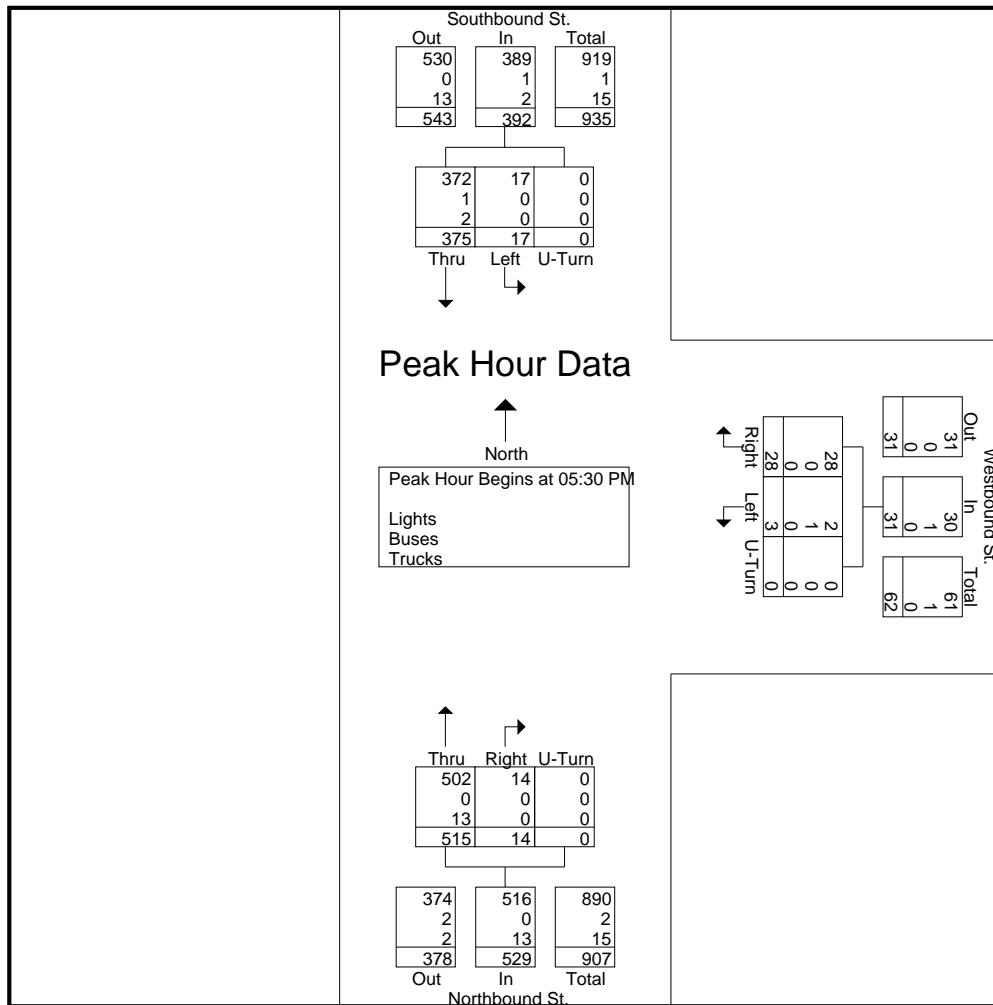 Southbound St.
Out In Total
530 389 919
0 1 1
13 2 15
543 392 935
372 17 0
1 0 0
2 0 0
375 17 0
Thru Left U-Turn
Peak Hour Data
North
Peak Hour Begins at 05:30 PM
Lights
Buses
Trucks
Westbound St.
Out In Total
31 30 61
0 1 1
0 0 0
31 31 62
28 2 0
0 1 0
0 0 0
28 3 0
Right Left U-Turn
Thru Right U-Turn
502 14 0
0 0 0
13 0 0
515 14 0
374 516 890
2 0 2
2 13 15
378 529 907
Out In Total
Northbound St.